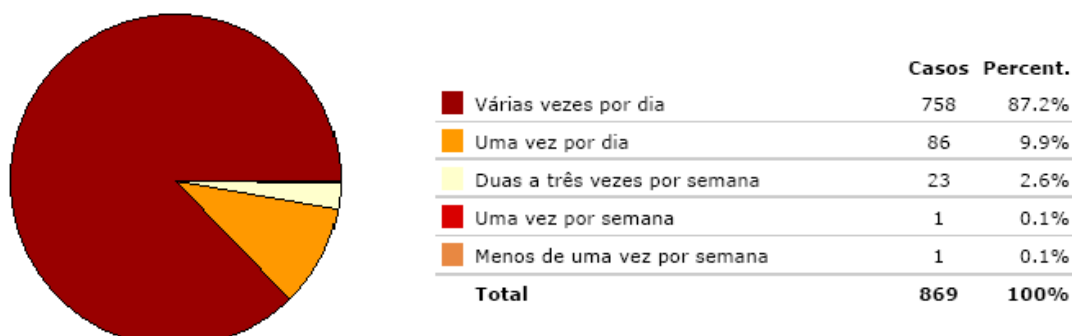 Casos Percent.
Várias vezes por dia 758 87.2%
Uma vez por dia 86 9.9%
Duas a três vezes por semana 23 2.6%
Uma vez por semana 1 0.1%
Menos de uma vez por semana 1 0.1%
Total 869 100%